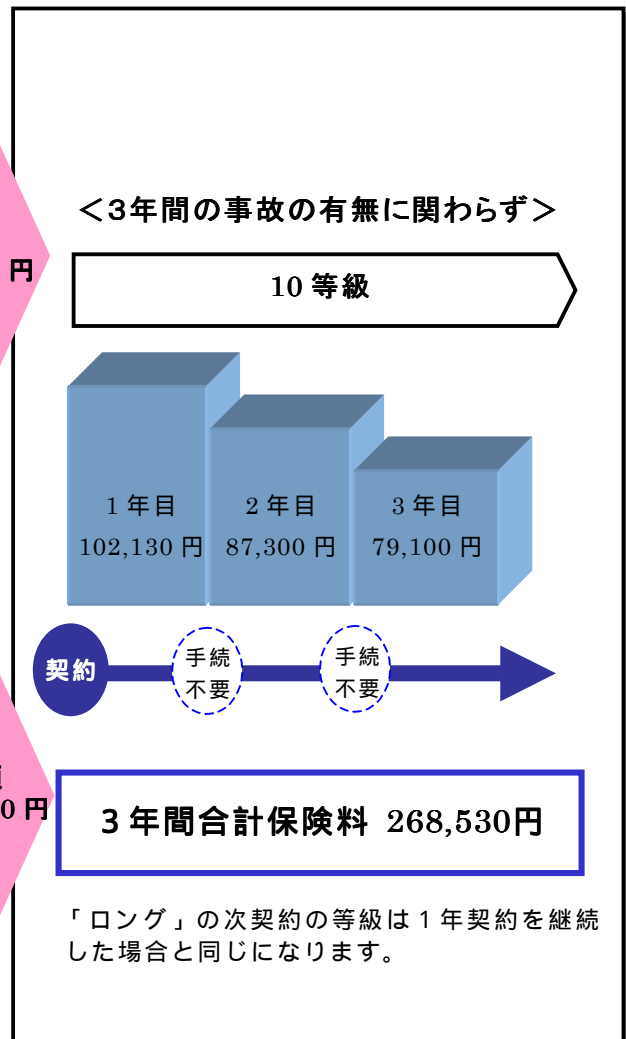 ＜３年間の事故の有無に関わらず＞
円
10 等級
１年目
102,130 円
２年目
87,300 円
３年目
79,100 円
契約
手続
不要
手続
不要
0 円
３年間合計保険料 268,530円
「ロング」の次契約の等級は１年契約を継続
した場合と同じになります。